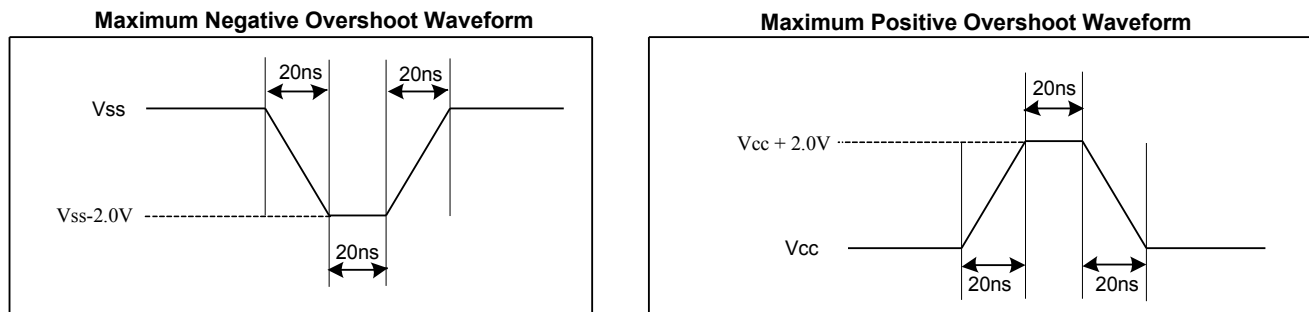 Maximum Negative Overshoot Waveform
20ns
20ns
Vss
Vss-2.0V
20ns
Maximum Positive Overshoot Waveform
20ns
Vcc + 2.0V
Vcc
20ns
20ns